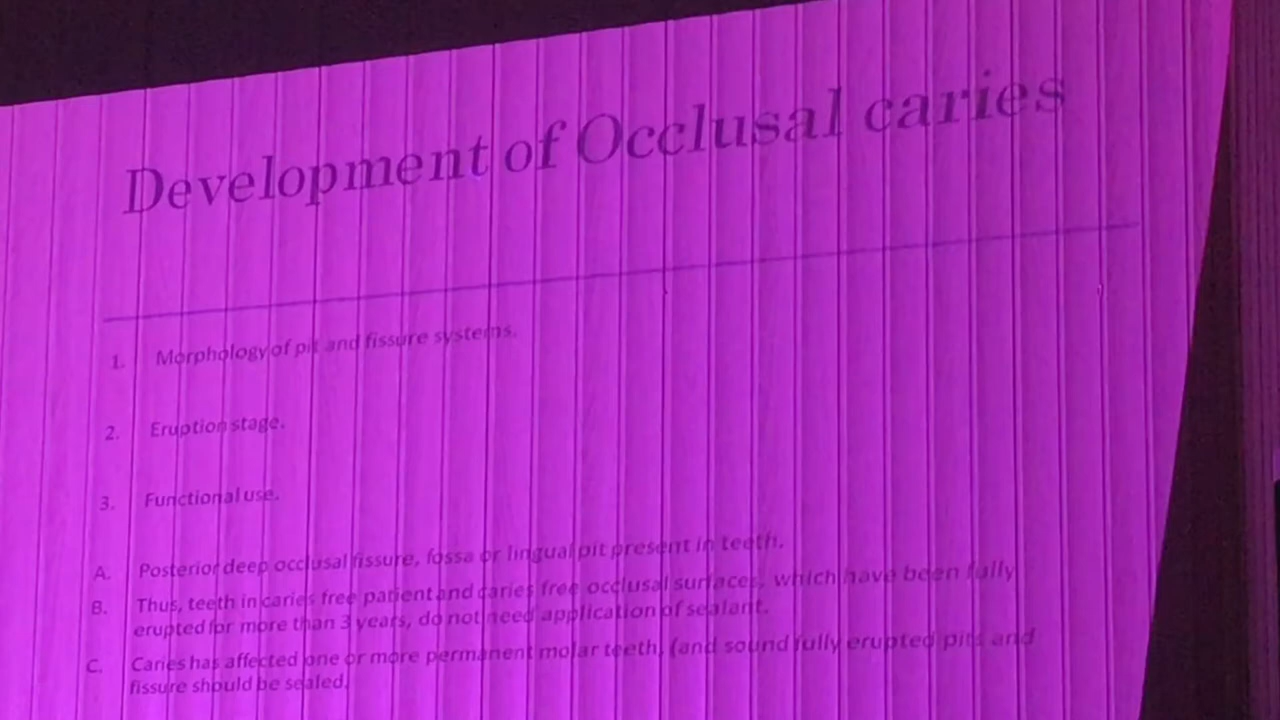 Development of Occlusal caries
1. Morphology of pit and fissure systems.
2. Eruption stage.
3. Functional use.
A. Posterior deep occlusal fissure, fossa or lingual pit present in teeth.
B. Thus, teeth in caries free patient and caries free occlusal surfaces, which have been fully
erupted for more than 3 years, do not need application of sealant.
C. Caries has affected one or more permanent molar teeth, (and sound fully erupted pits and
fissure should be sealed.